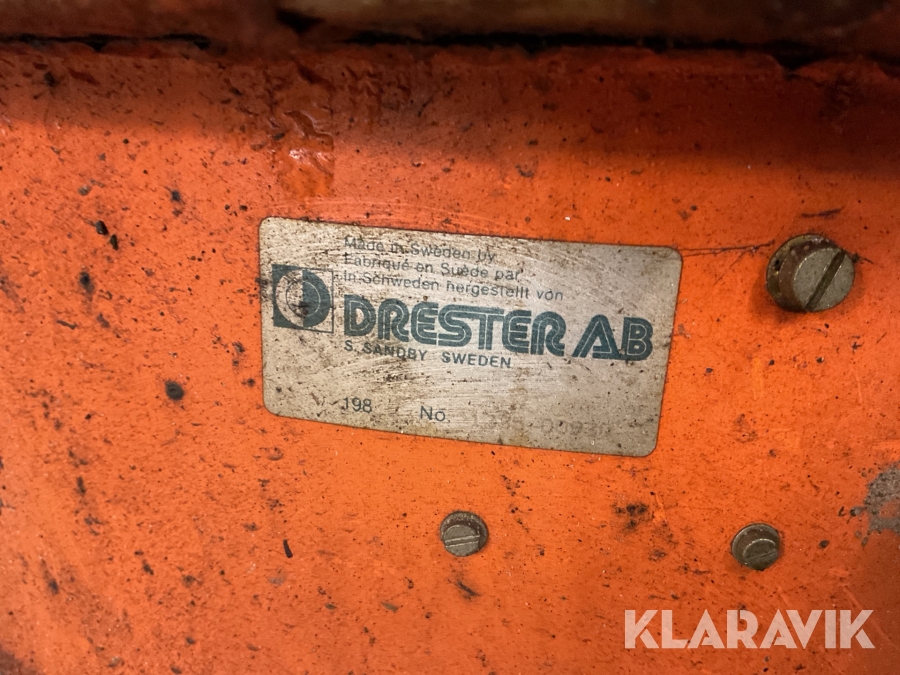 Made in Sweden by
Fabriqué en Suède par
In Schweden hergestellt von
D DRESTER AB
S. SANDBY SWEDEN
198 No.
KLARAVIK